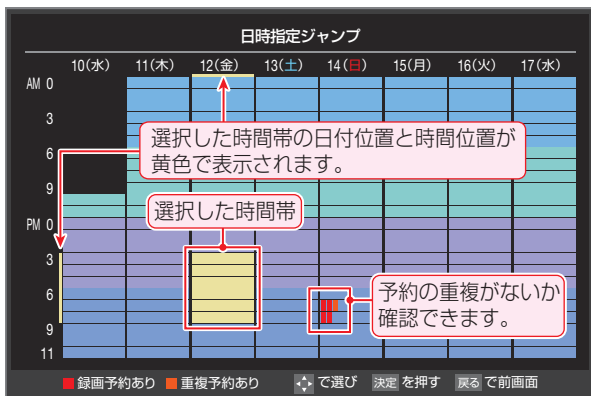 日時指定ジャンプ
10(水) 11(木) 12(金) 13(土) 14(日) 15(月) 16(火) 17(水)
AM 0
3
選択した時間帯の日付位置と時間位置が
黄色で表示されます。
6
9
選択した時間帯
PM 0
3
予約の重複がないか
確認できます。
6
9
11
録画予約あり 重複予約あり で選び 決定 を押す 戻る で前画面